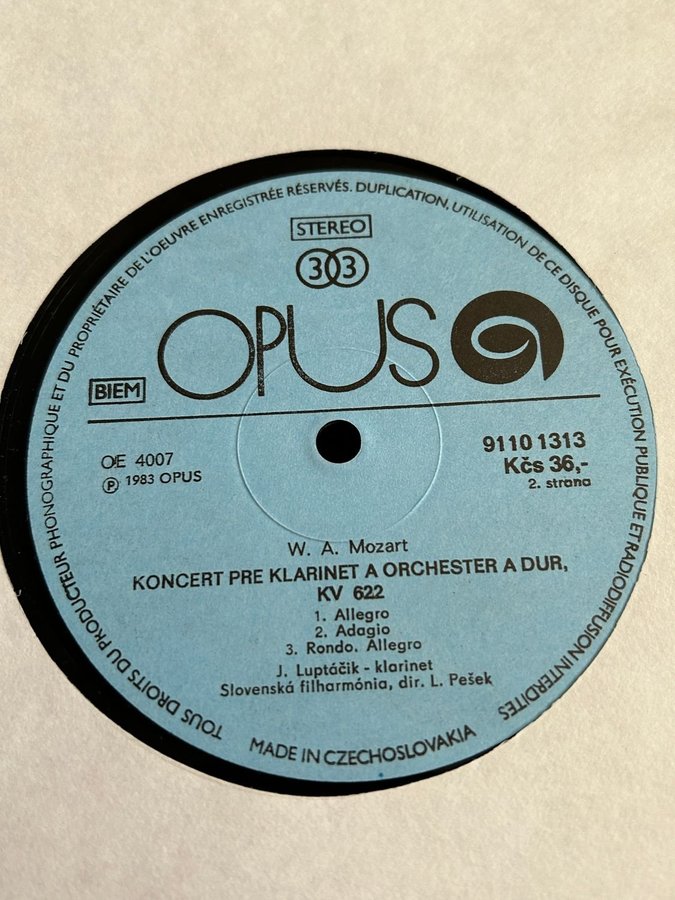 TOUS DROITS DU PRODUCTEUR PHONOGRAPHIQUE ET DU PROPRIÉTAIRE DE L'OEUVRE ENREGISTRÉE RÉSERVÉS. DUPLICATION, UTILISATION DE CE DISQUE POUR EXÉCUTION PUBLIQUE ET RADIODIFFUSION INTERDITES
STEREO
33
OPUS
BIEM
OE 4007
℗ 1983 OPUS
9110 1313
Kčs 36,-
2. strana
W. A. Mozart
KONCERT PRE KLARINET A ORCHESTER A DUR,
KV 622
1. Allegro
2. Adagio
3. Rondo. Allegro
J. Luptáčik - klarinet
Slovenská filharmónia, dir. L. Pešek
MADE IN CZECHOSLOVAKIA